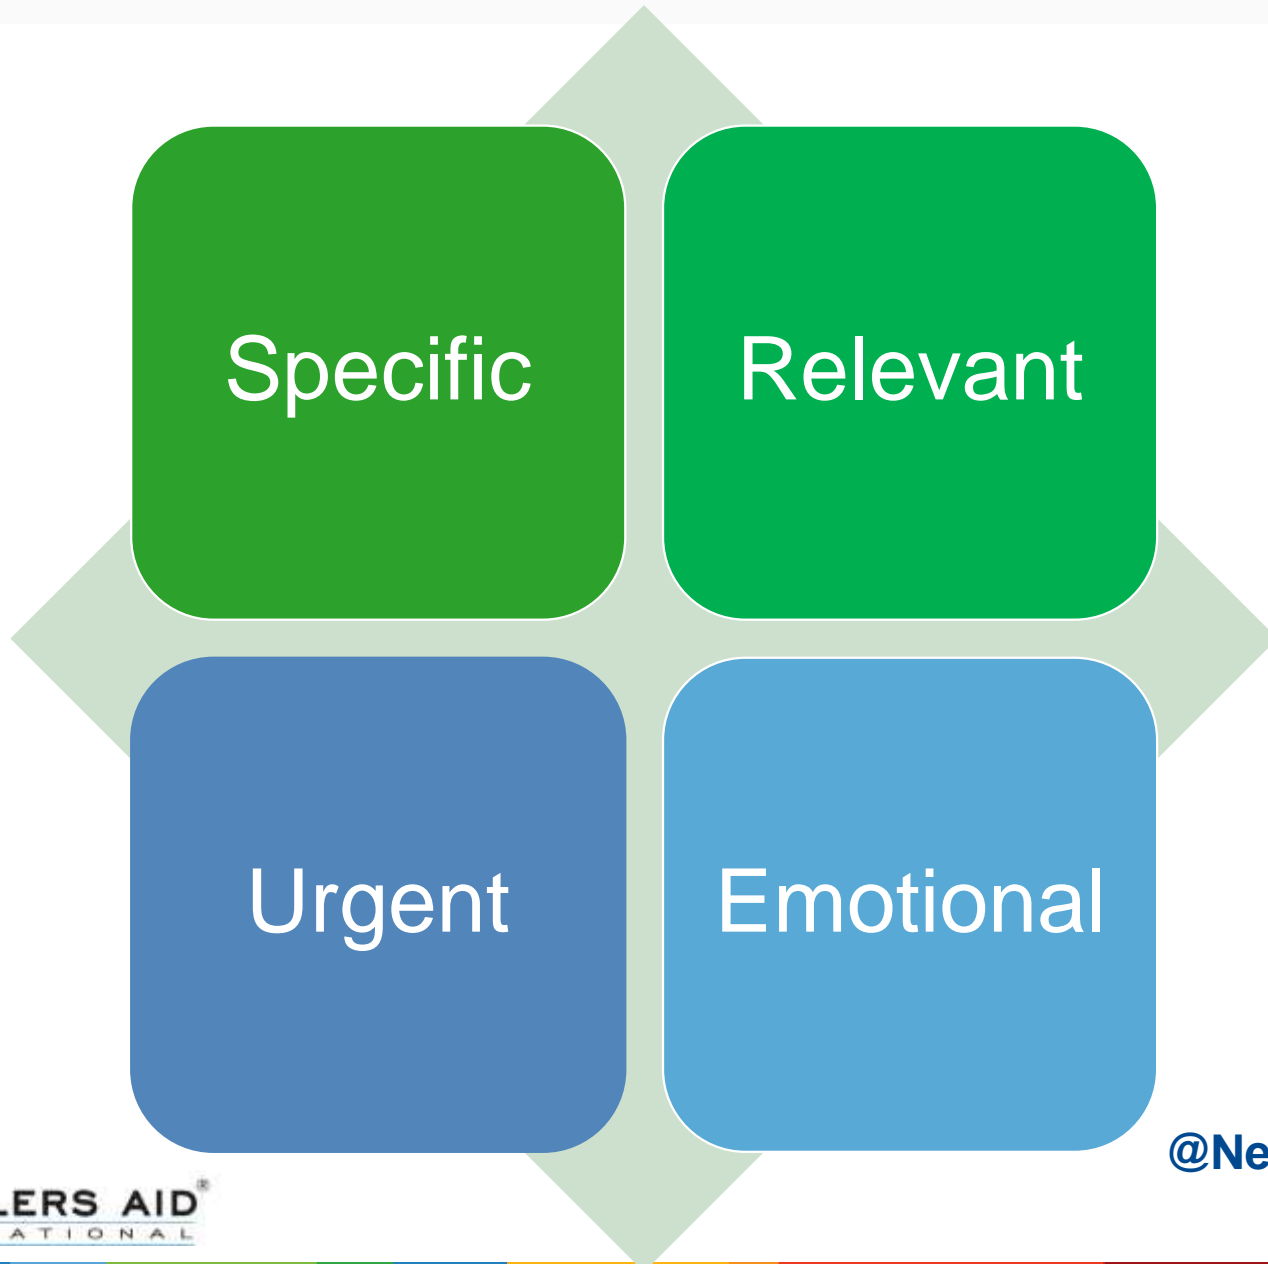 Specific
Relevant
Urgent
Emotional
@Ne
LERS AID®
ATIONAL